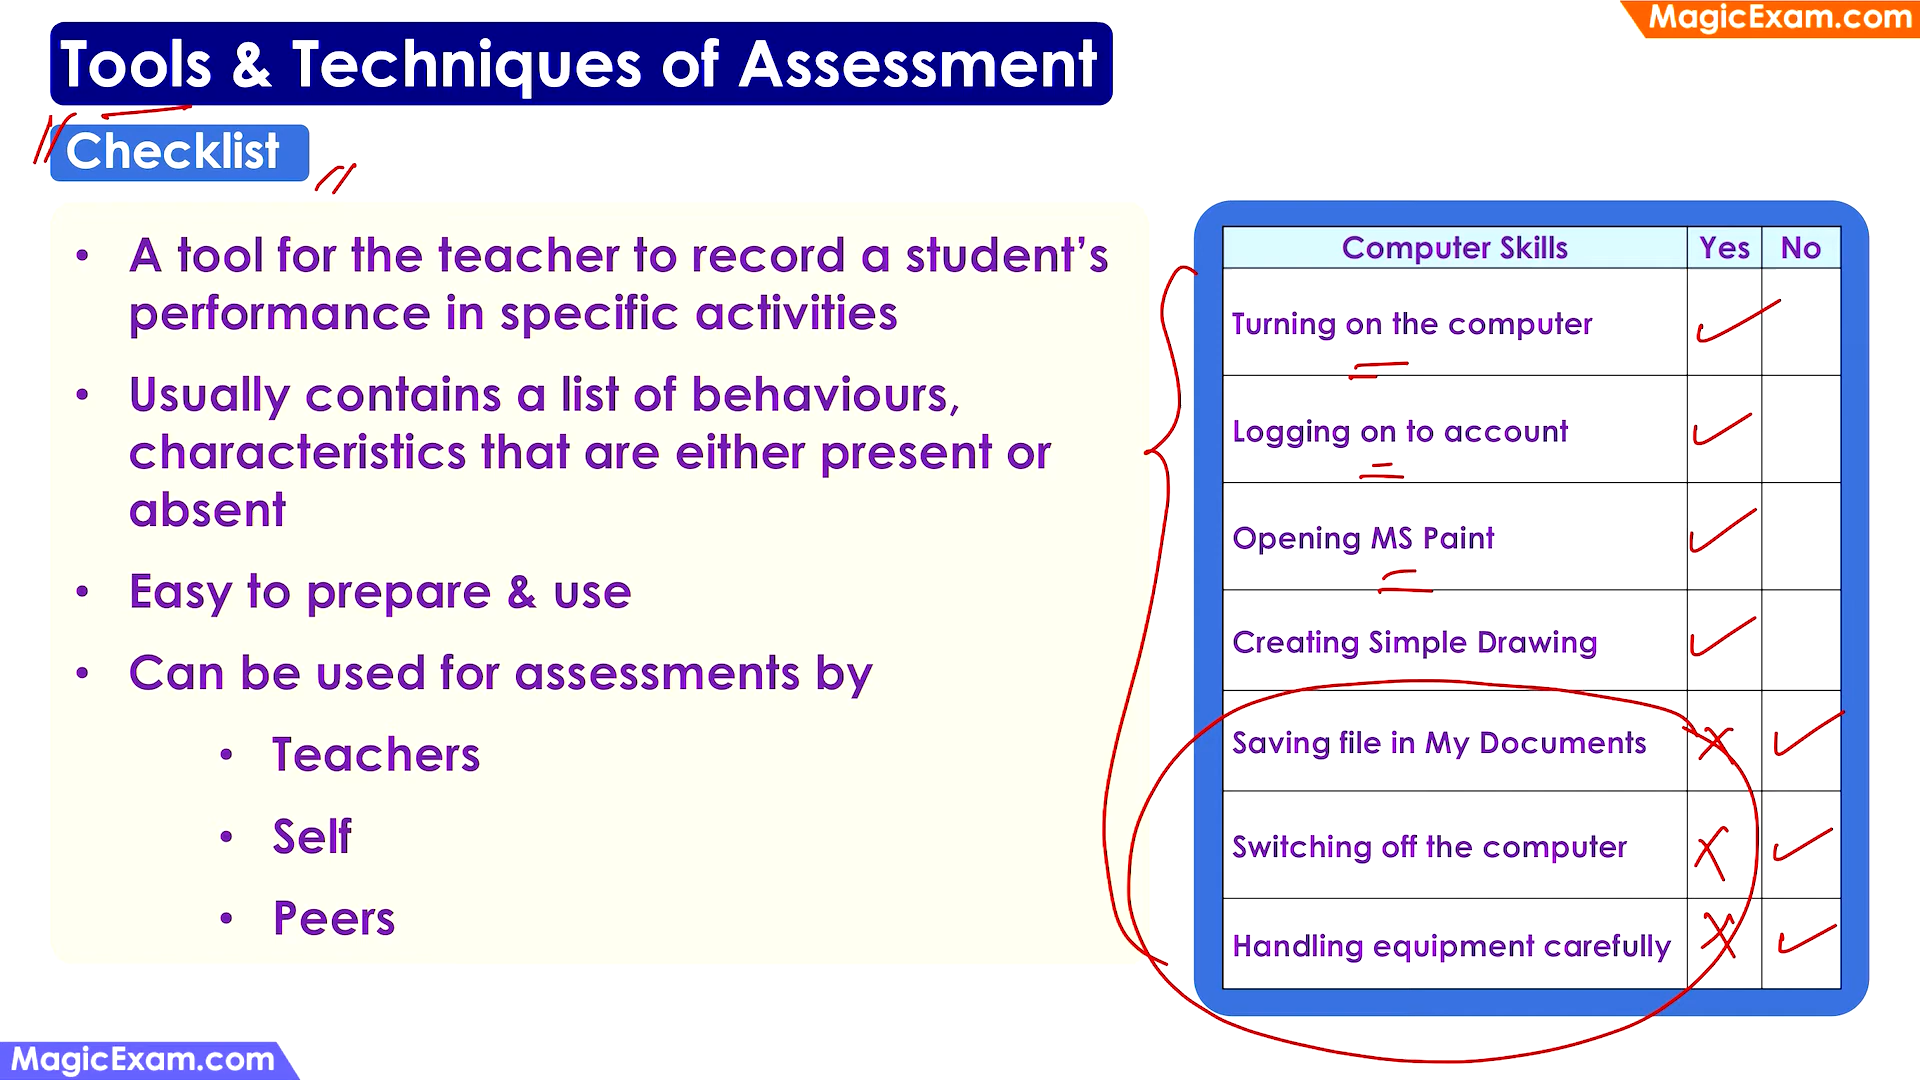 MagicExam.com
Tools & Techniques of Assessment
Checklist
• A tool for the teacher to record a student’s
performance in specific activities
• Usually contains a list of behaviours,
characteristics that are either present or
absent
• Easy to prepare & use
• Can be used for assessments by
• Teachers
• Self
• Peers
Computer Skills Yes No
Turning on the computer ✓
Logging on to account ✓
Opening MS Paint ✓
Creating Simple Drawing ✓
Saving file in My Documents ✗ ✓
Switching off the computer ✗ ✓
Handling equipment carefully ✗ ✓
MagicExam.com